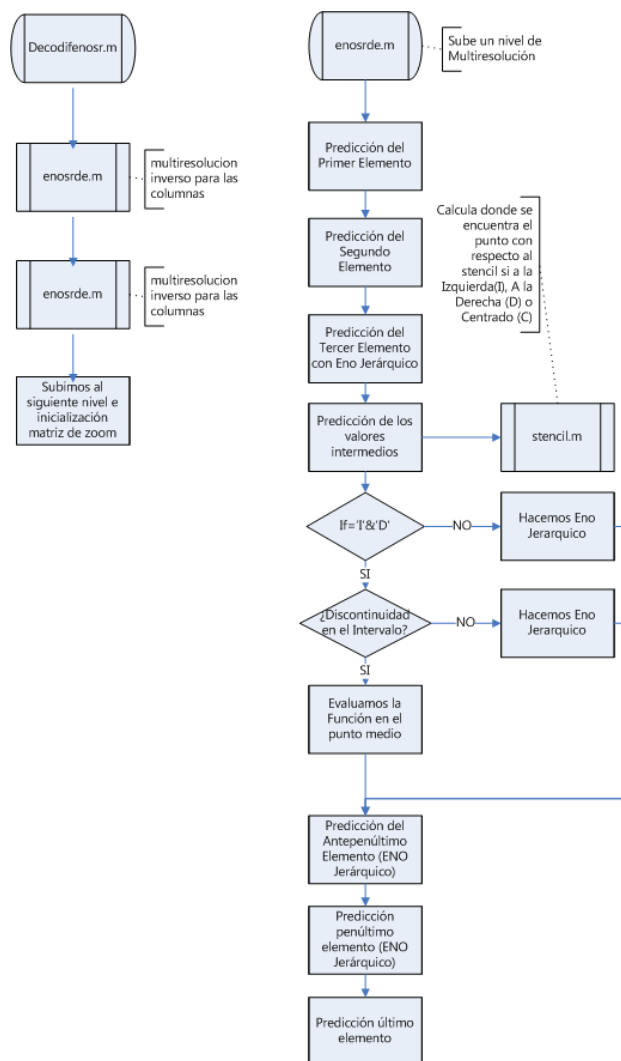 Decodifenosr.m
enosrde.m
multiresolucion
inverso para las
columnas
enosrde.m
multiresolucion
inverso para las
columnas
Subimos al
siguiente nivel e
inicialización
matriz de zoom
enosrde.m
Sube un nivel de
Multiresolución
Predicción del
Primer Elemento
Predicción del
Segundo
Elemento
Calcula donde se
encuentra el
punto con
respecto al
stencil si a la
Izquierda(I), A la
Derecha (D) o
Centrado (C)
Predicción del
Tercer Elemento
con Eno Jerárquico
Predicción de los
valores
intermedios
stencil.m
If='I'&'D'
NO
Hacemos Eno
Jerarquico
SI
¿Discontinuidad
en el Intervalo?
NO
Hacemos Eno
Jerarquico
SI
Evaluamos la
Función en el
punto medio
Predicción del
Antepenúltimo
Elemento (ENO
Jerárquico)
Predicción
penúltimo
elemento (ENO
Jerárquico)
Predicción último
elemento